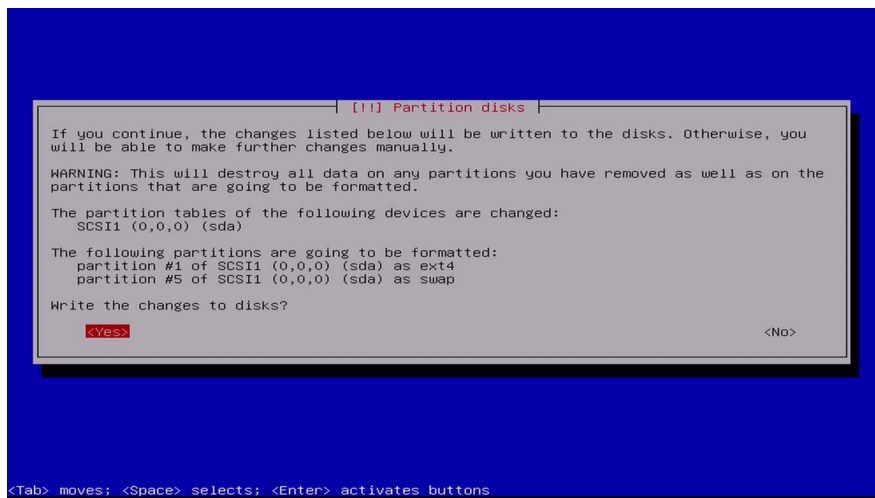 [!!] Partition disks
If you continue, the changes listed below will be written to the disks. Otherwise, you
will be able to make further changes manually.
WARNING: This will destroy all data on any partitions you have removed as well as on the
partitions that are going to be formatted.
The partition tables of the following devices are changed:
SCSI1 (0,0,0) (sda)
The following partitions are going to be formatted:
partition #1 of SCSI1 (0,0,0) (sda) as ext4
partition #5 of SCSI1 (0,0,0) (sda) as swap
Write the changes to disks?
<Yes> <No>
<Tab> moves; <Space> selects; <Enter> activates buttons